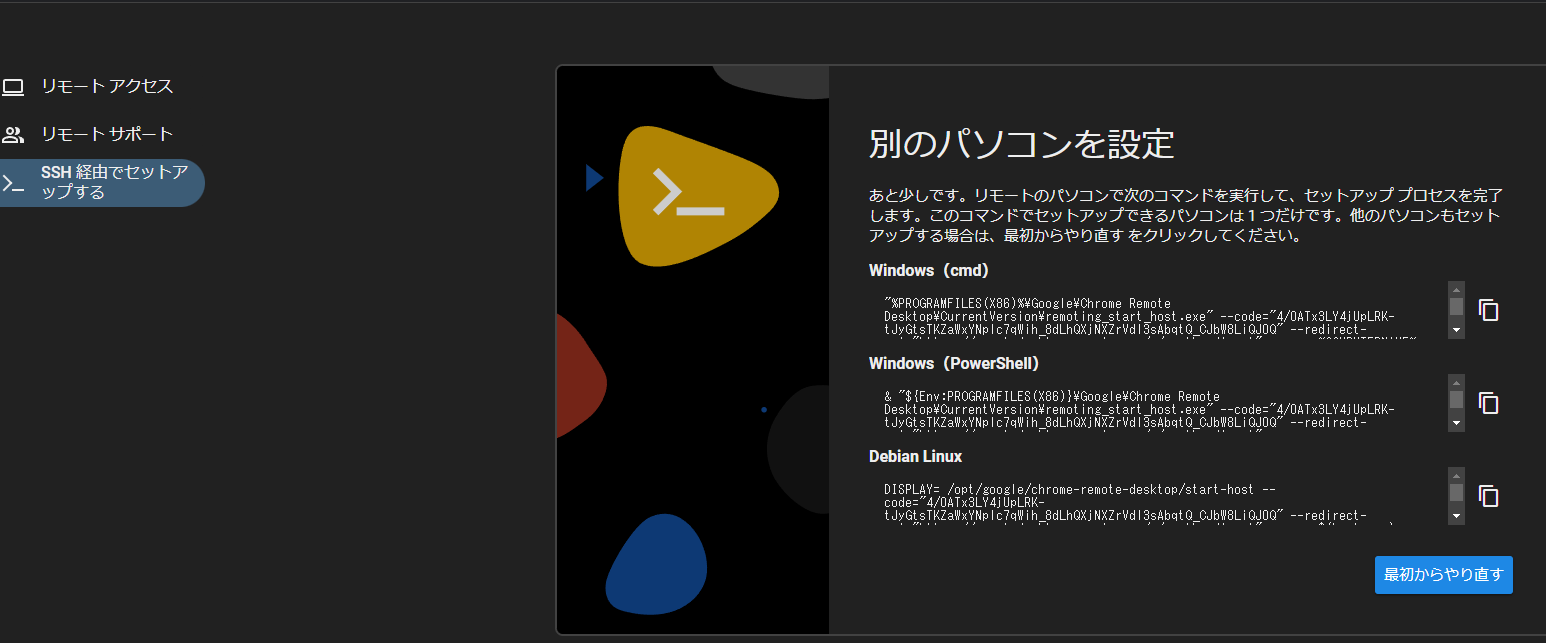 リモート アクセス
リモート サポート
SSH 経由でセットア
ップする
別のパソコンを設定
あと少しです。リモートのパソコンで次のコマンドを実行して、セットアップ プロセスを完了
します。このコマンドでセットアップできるパソコンは 1 つだけです。他のパソコンもセット
アップする場合は、最初からやり直す をクリックしてください。
Windows（cmd）
"%PROGRAMFILES(X86)%¥Google¥Chrome Remote
Desktop¥CurrentVersion¥remoting_start_host.exe" --code="4/0ATx3LY4jUpLRK-
tJyGtsTKZaWxYNpIc7qWih_8dLhQXjNXZrVdI3sAbqtQ_CJbW8LiQJOQ" --redirect-
Windows（PowerShell）
& "${Env:PROGRAMFILES(X86)}¥Google¥Chrome Remote
Desktop¥CurrentVersion¥remoting_start_host.exe" --code="4/0ATx3LY4jUpLRK-
tJyGtsTKZaWxYNpIc7qWih_8dLhQXjNXZrVdI3sAbqtQ_CJbW8LiQJOQ" --redirect-
Debian Linux
DISPLAY= /opt/google/chrome-remote-desktop/start-host --
code="4/0ATx3LY4jUpLRK-
tJyGtsTKZaWxYNpIc7qWih_8dLhQXjNXZrVdI3sAbqtQ_CJbW8LiQJOQ" --redirect-
最初からやり直す